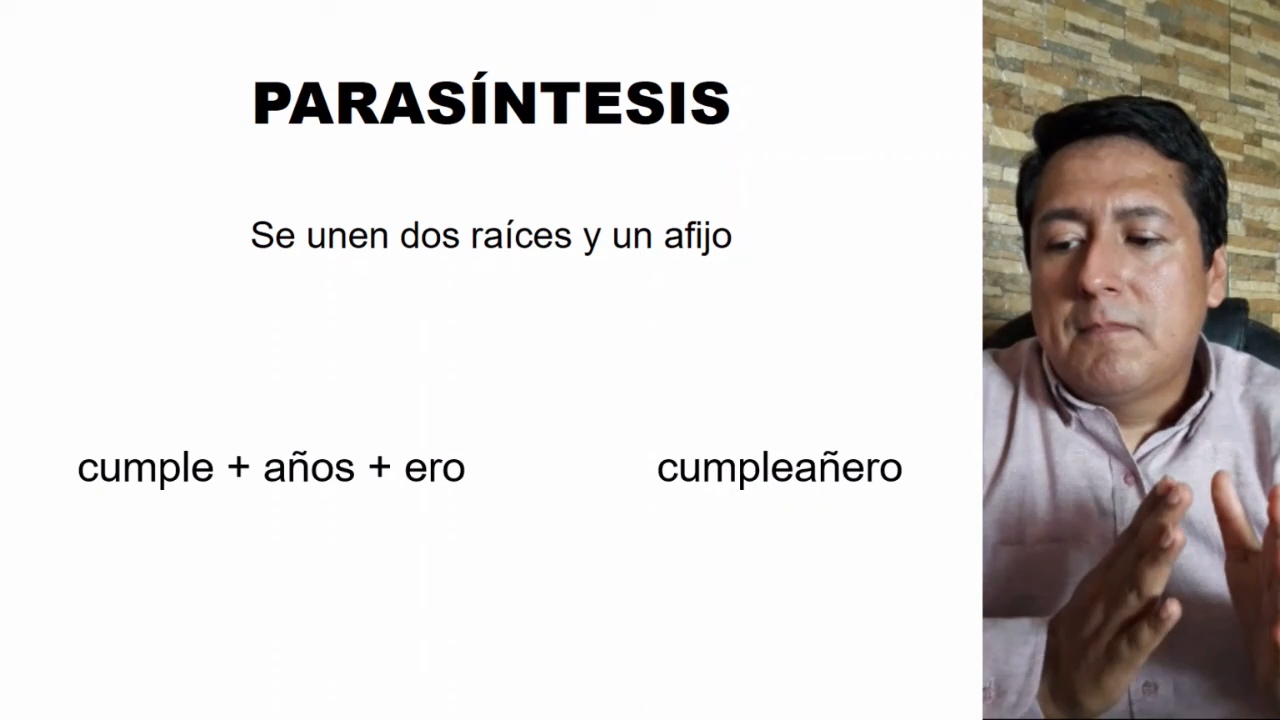 PARASÍNTESIS
Se unen dos raíces y un afijo
cumple + años + ero
cumpleañero